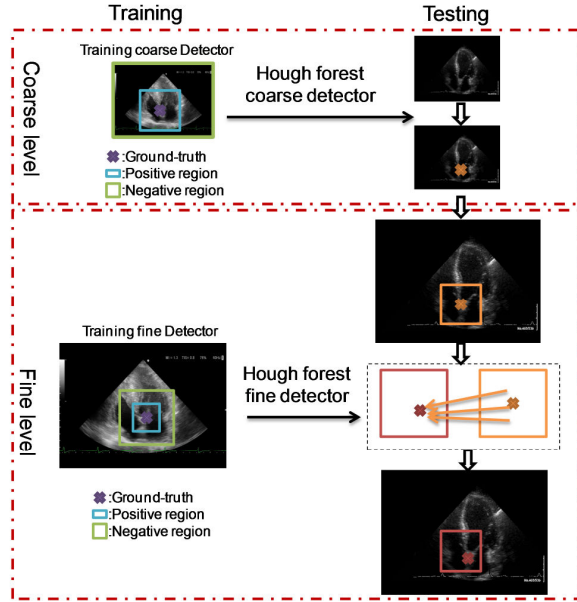 Training
Testing
Coarse level
Training coarse Detector
Hough forest
coarse detector
:Ground-truth
:Positive region
:Negative region
Fine level
Training fine Detector
Hough forest
fine detector
:Ground-truth
:Positive region
:Negative region